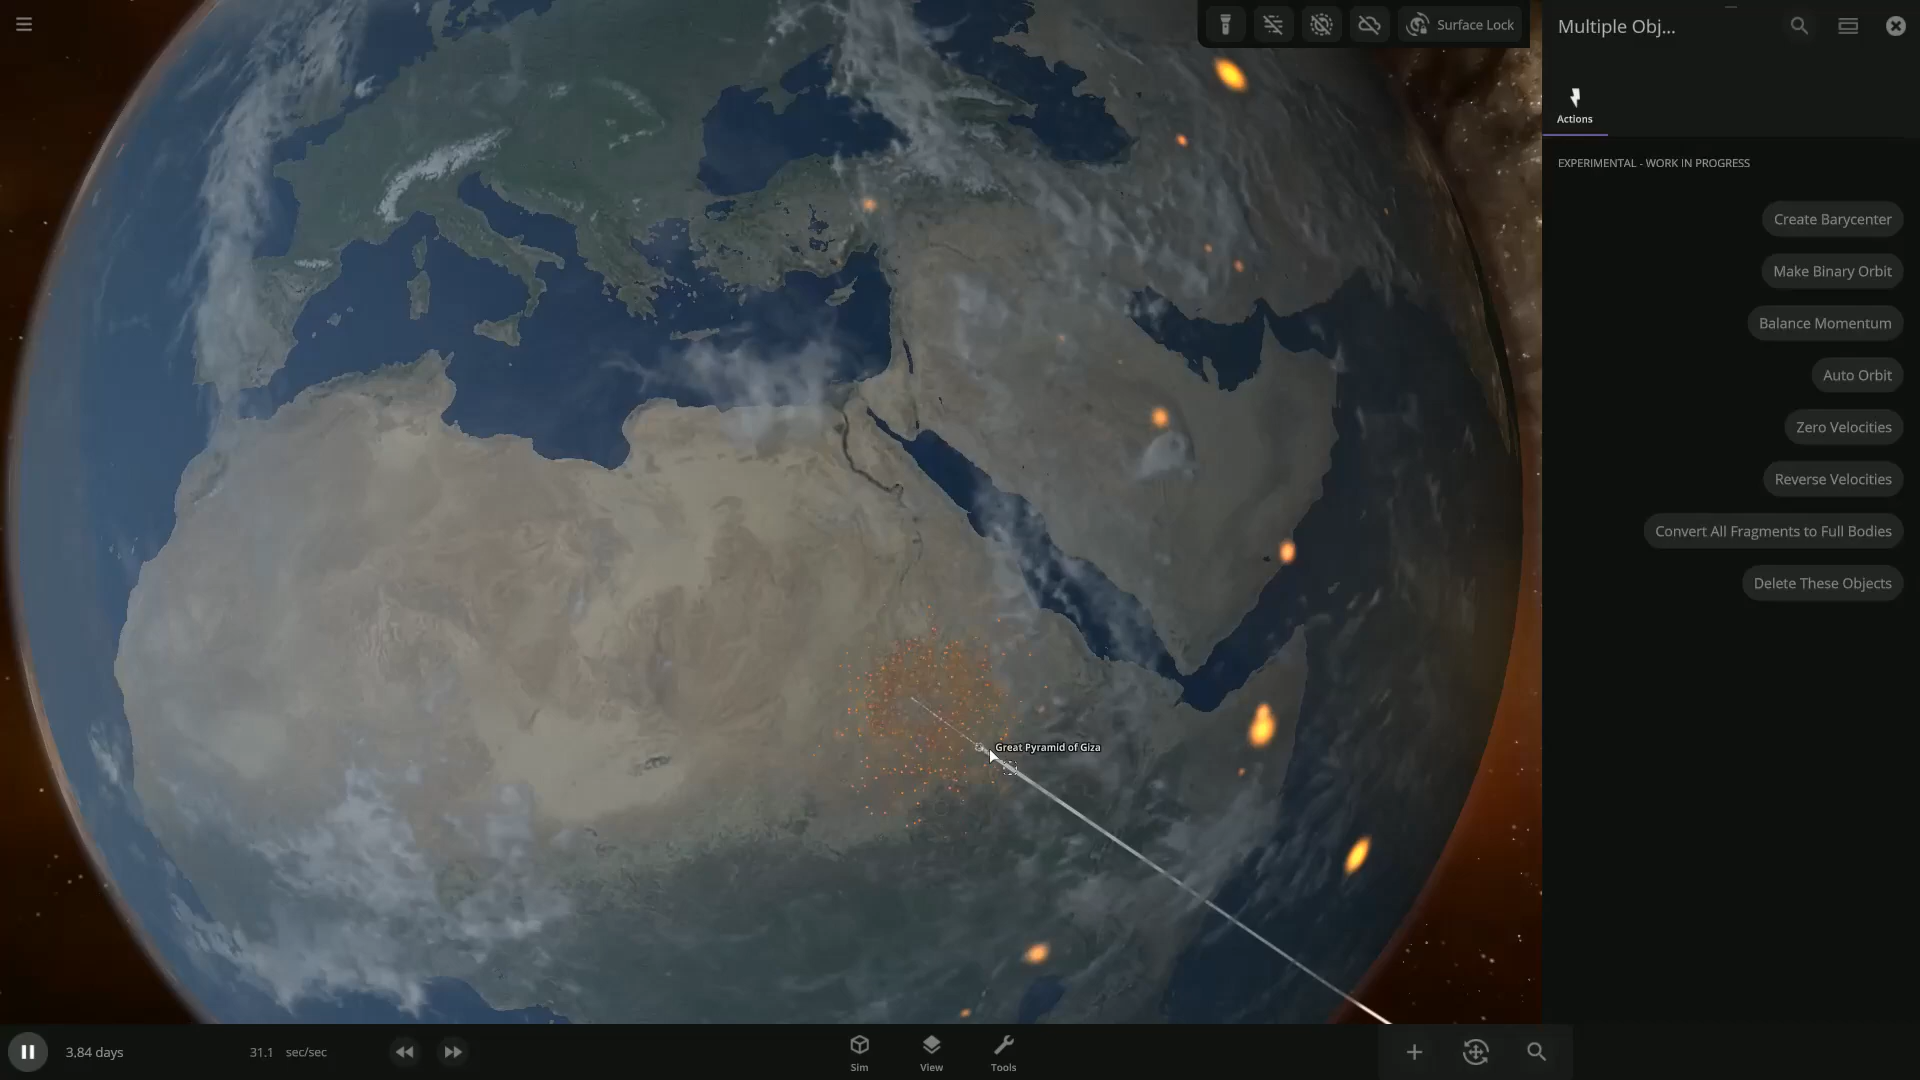 Surface Lock
Multiple Obj...
Actions
EXPERIMENTAL - WORK IN PROGRESS
Create Barycenter
Make Binary Orbit
Balance Momentum
Auto Orbit
Zero Velocities
Reverse Velocities
Convert All Fragments to Full Bodies
Delete These Objects
Great Pyramid of Giza
3.84 days
31.1 sec/sec
Sim
View
Tools